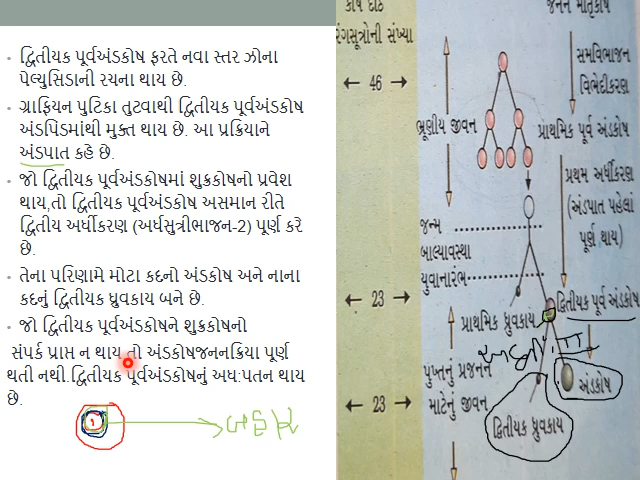 દ્વિતીયક પૂર્વઅંડકોષ ફરતે નવા સ્તર ઝોના
પેલ્યુસિડાની રચના થાય છે.
ગ્રાફિયન પુટિકા તુટવાથી દ્વિતીયક પૂર્વઅંડકોષ
અંડપિંડમાંથી મુક્ત થાય છે. આ પ્રક્રિયાને
અંડપાત કહે છે.
જો દ્વિતીયક પૂર્વઅંડકોષમાં શુક્રકોષનો પ્રવેશ
થાય,તો દ્વિતીયક પૂર્વઅંડકોષ અસમાન રીતે
દ્વિતીય અર્ધીકરણ (અર્ધસુત્રીભાજન-2) પૂર્ણ કરે
છે.
તેના પરિણામે મોટા કદનો અંડકોષ અને નાના
કદનું દ્વિતીયક ધ્રુવકાય બને છે.
જો દ્વિતીયક પૂર્વઅંડકોષને શુક્રકોષનો
સંપર્ક પ્રાપ્ત ન થાય તો અંડકોષજનનક્રિયા પૂર્ણ
થતી નથી.દ્વિતીયક પૂર્વઅંડકોષનું અધઃપતન થાય
છે.
કોષ દીઠ
રંગસૂત્રોની સંખ્યા
જનન માતૃકોષ
સમવિભાજન
વિભેદીકરણ
46
ભ્રૂણીય જીવન
પ્રાથમિક પૂર્વ અંડકોષ
પ્રથમ અર્ધીકરણ
(અંડપાત પહેલાં
પૂર્ણ થાય)
જન્મ
બાલ્યાવસ્થા
યુવાનારંભ
23
દ્વિતીયક પૂર્વ અંડકોષ
પ્રાથમિક ધ્રુવકાય
પુખ્તનું પ્રજનન
માટેનું જીવન
અંડકોષ
23
દ્વિતીયક ધ્રુવકાય